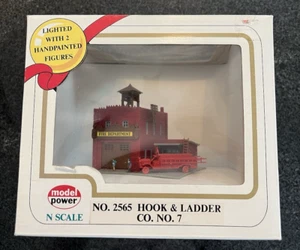 LIGHTED
WITH 2
HANDPAINTED
FIGURES
FIRE DEPARTMENT
model
power
N SCALE
NO. 2565 HOOK & LADDER
CO. NO. 7